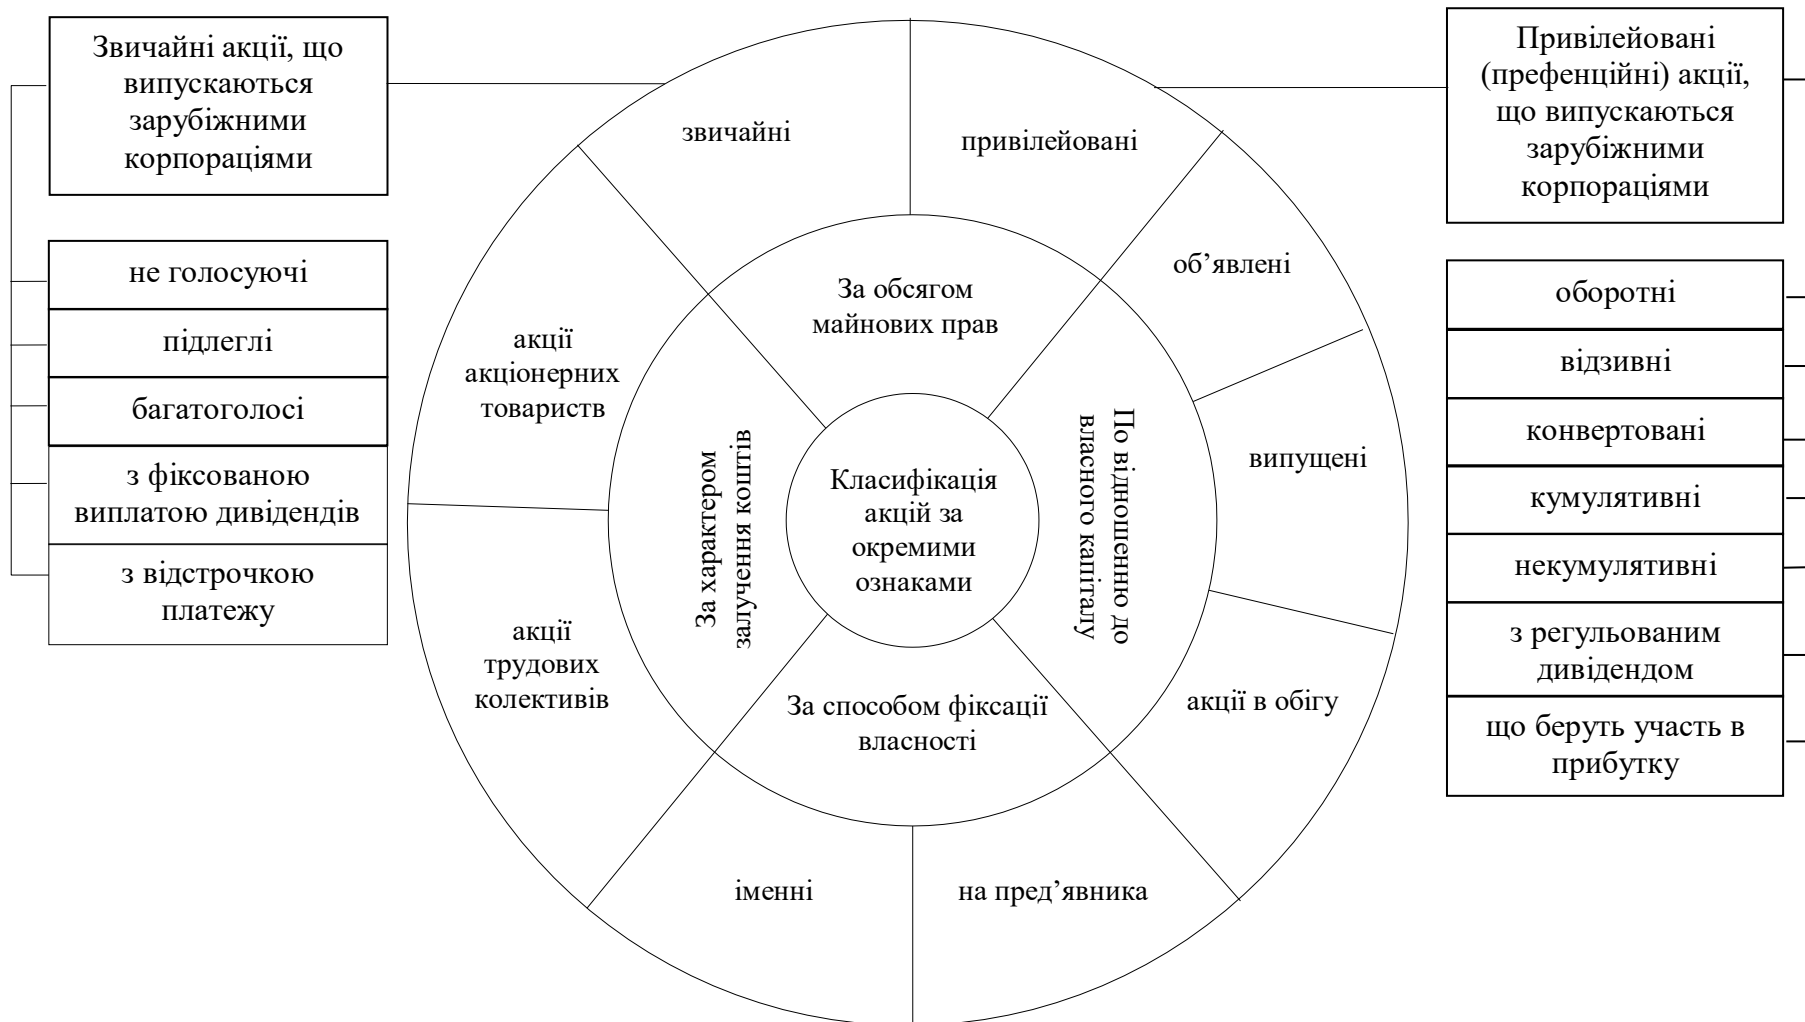 Звичайні акції, що
випускаються
зарубіжними
корпораціями
не голосуючі
підлеглі
багатоголосі
з фіксованою
виплатою дивідендів
з відстрочкою
платежу
звичайні
привілейовані
об’явлені
випущені
акції в обігу
на пред’явника
іменні
акції
трудових
колективів
акції
акціонерних
товариств
За обсягом
майнових прав
По відношенню до
власного капіталу
За способом фіксації
власності
За характером
залучення коштів
Класифікація
акцій за
окремими
ознаками
Привілейовані
(префенційні) акції,
що випускаються
зарубіжними
корпораціями
оборотні
відзивні
конвертовані
кумулятивні
некумулятивні
з регульованим
дивідендом
що беруть участь в
прибутку